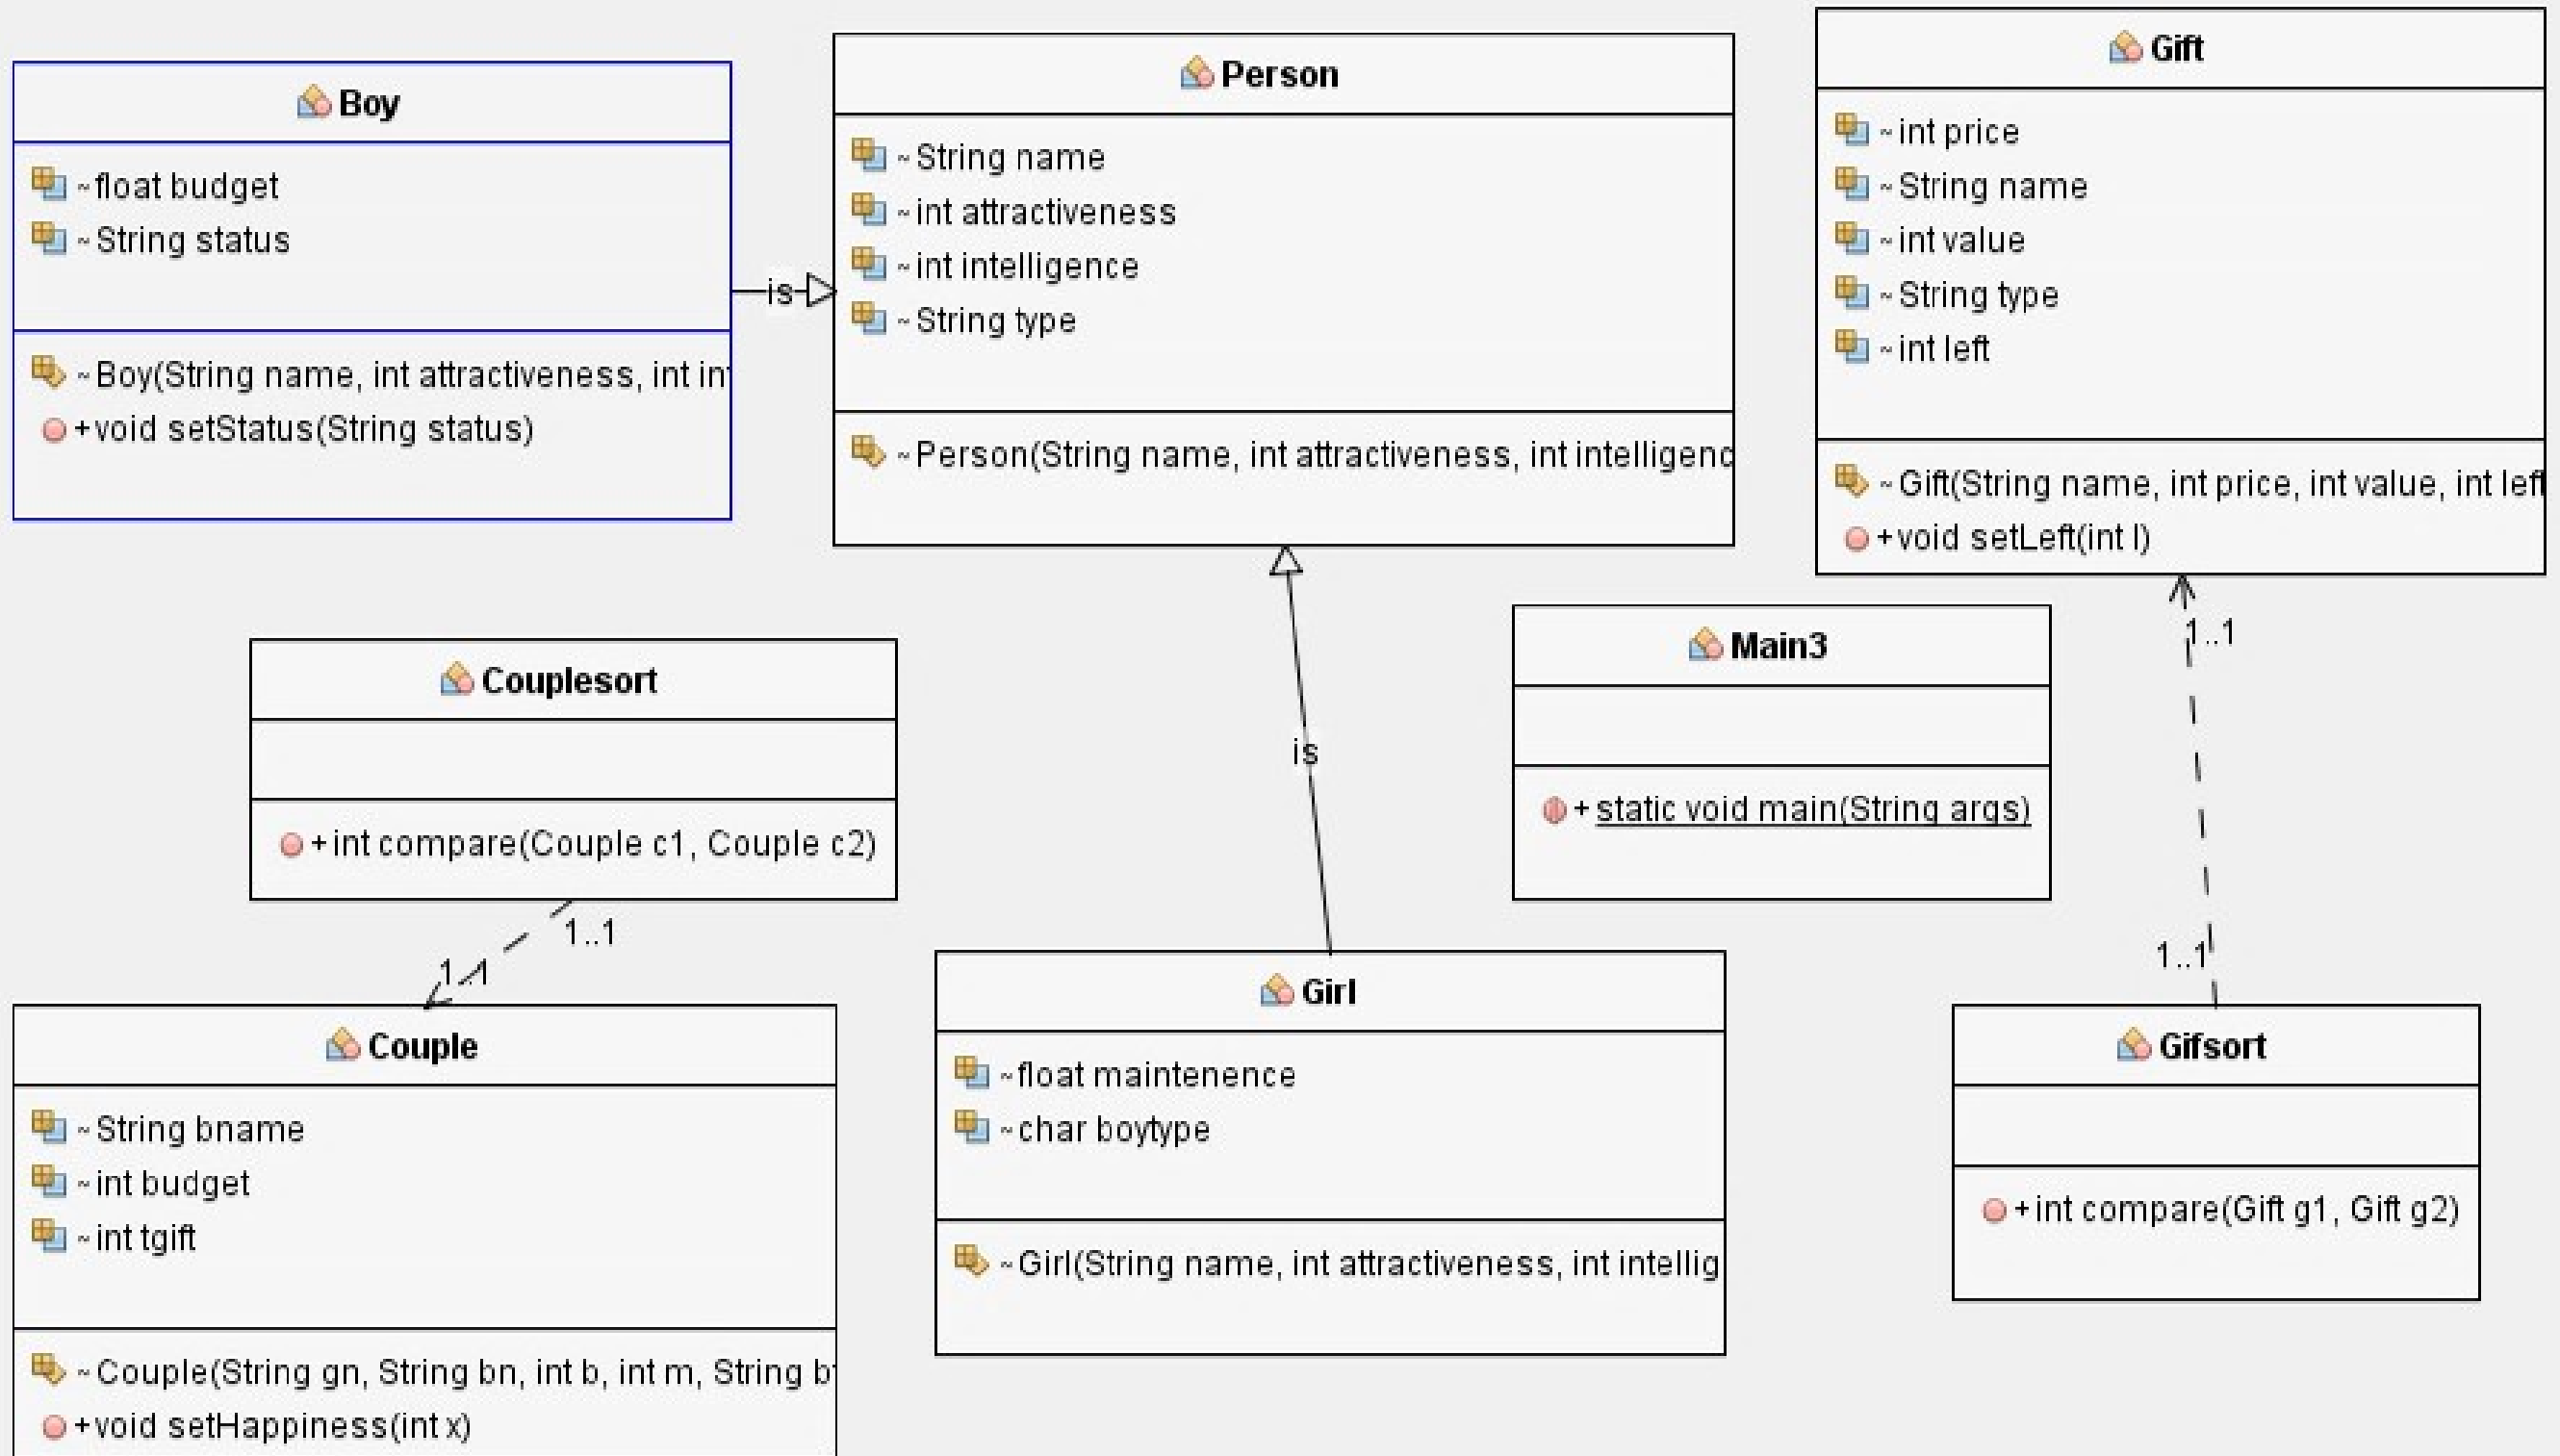 Boy
~float budget
~String status
~Boy(String name, int attractiveness, int int
+void setStatus(String status)
is
Person
~String name
~int attractiveness
~int intelligence
~String type
~Person(String name, int attractiveness, int intelligenc
Gift
~int price
~String name
~int value
~String type
~int left
~Gift(String name, int price, int value, int left
+void setLeft(int l)
1..1
Couplesort
+int compare(Couple c1, Couple c2)
1..1
1..1
is
Main3
+static void main(String args)
1..1
Couple
~String bname
~int budget
~int tgift
~Couple(String gn, String bn, int b, int m, String b
+void setHappiness(int x)
Girl
~float maintenence
~char boytype
~Girl(String name, int attractiveness, int intellig
Gifsort
+int compare(Gift g1, Gift g2)